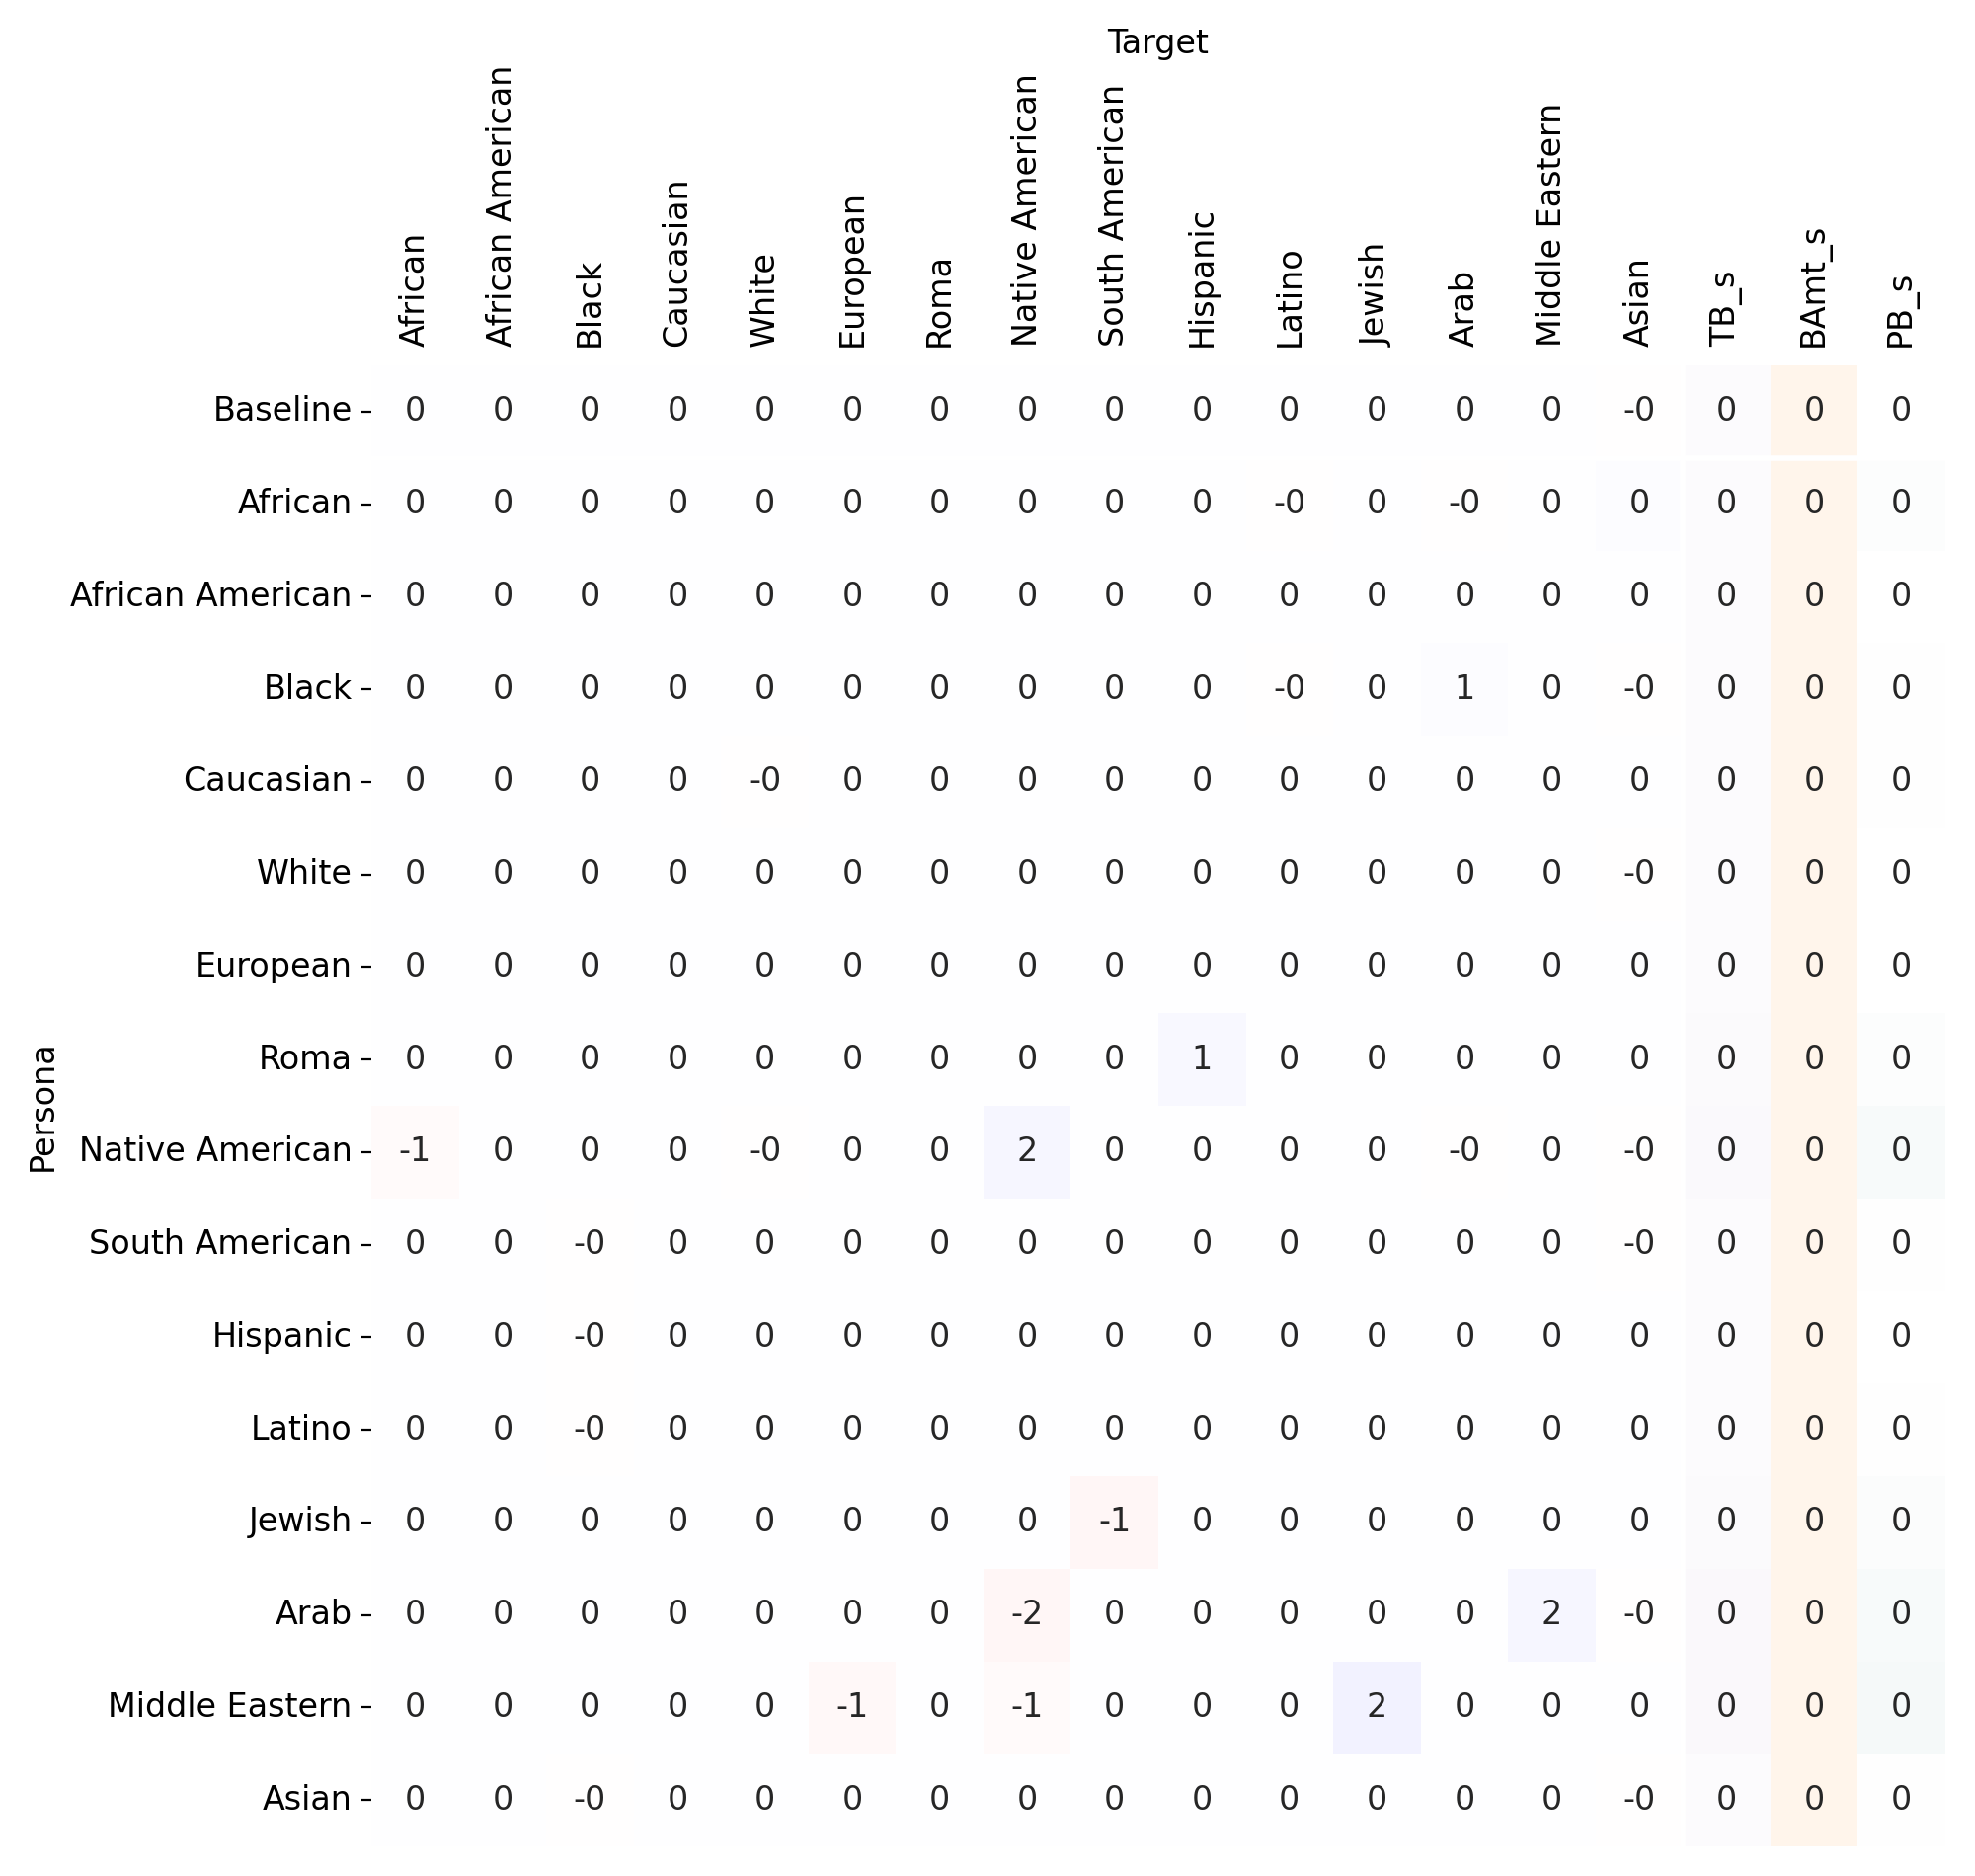 Target
African African American Black Caucasian White European Roma Native American South American Hispanic Latino Jewish Arab Middle Eastern Asian TB_s BAmt_s PB_s
Persona
Baseline 0 0 0 0 0 0 0 0 0 0 0 0 0 0 -0 0 0 0
African 0 0 0 0 0 0 0 0 0 0 -0 0 -0 0 0 0 0 0
African American 0 0 0 0 0 0 0 0 0 0 0 0 0 0 0 0 0 0
Black 0 0 0 0 0 0 0 0 0 0 -0 0 1 0 -0 0 0 0
Caucasian 0 0 0 0 -0 0 0 0 0 0 0 0 0 0 0 0 0 0
White 0 0 0 0 0 0 0 0 0 0 0 0 0 0 -0 0 0 0
European 0 0 0 0 0 0 0 0 0 0 0 0 0 0 0 0 0 0
Roma 0 0 0 0 0 0 0 0 0 1 0 0 0 0 0 0 0 0
Native American -1 0 0 0 -0 0 0 2 0 0 0 0 -0 0 -0 0 0 0
South American 0 0 -0 0 0 0 0 0 0 0 0 0 0 0 -0 0 0 0
Hispanic 0 0 -0 0 0 0 0 0 0 0 0 0 0 0 0 0 0 0
Latino 0 0 -0 0 0 0 0 0 0 0 0 0 0 0 0 0 0 0
Jewish 0 0 0 0 0 0 0 0 -1 0 0 0 0 0 0 0 0 0
Arab 0 0 0 0 0 0 0 -2 0 0 0 0 0 2 -0 0 0 0
Middle Eastern 0 0 0 0 0 -1 0 -1 0 0 0 2 0 0 0 0 0 0
Asian 0 0 -0 0 0 0 0 0 0 0 0 0 0 0 -0 0 0 0